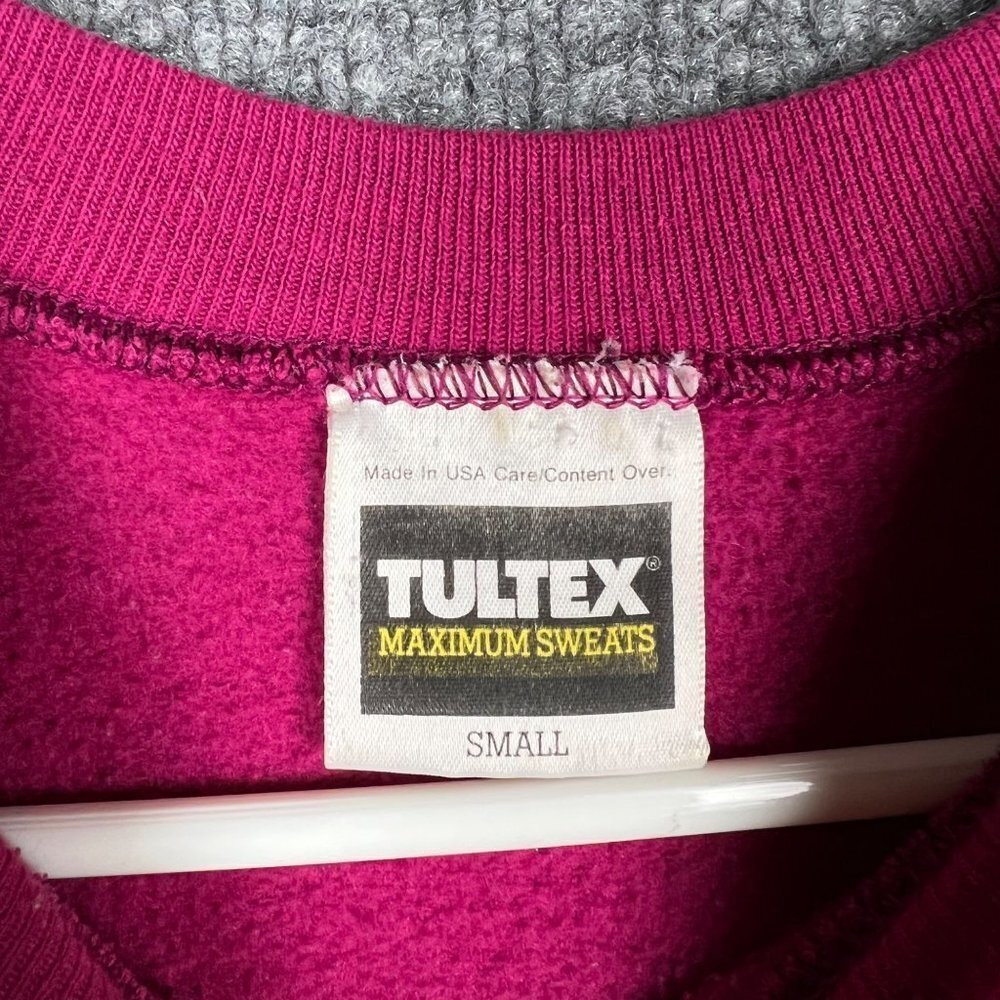 Made In USA Care/Content Over.
TULTEX®
MAXIMUM SWEATS
SMALL